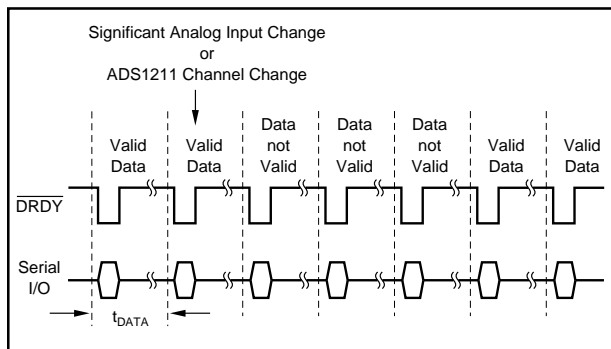 Significant Analog Input Change
or
ADS1211 Channel Change
Valid
Data
Valid
Data
Data
not
Valid
Data
not
Valid
Data
not
Valid
Valid
Data
Valid
Data
DRDY
Serial
I/O
tDATA